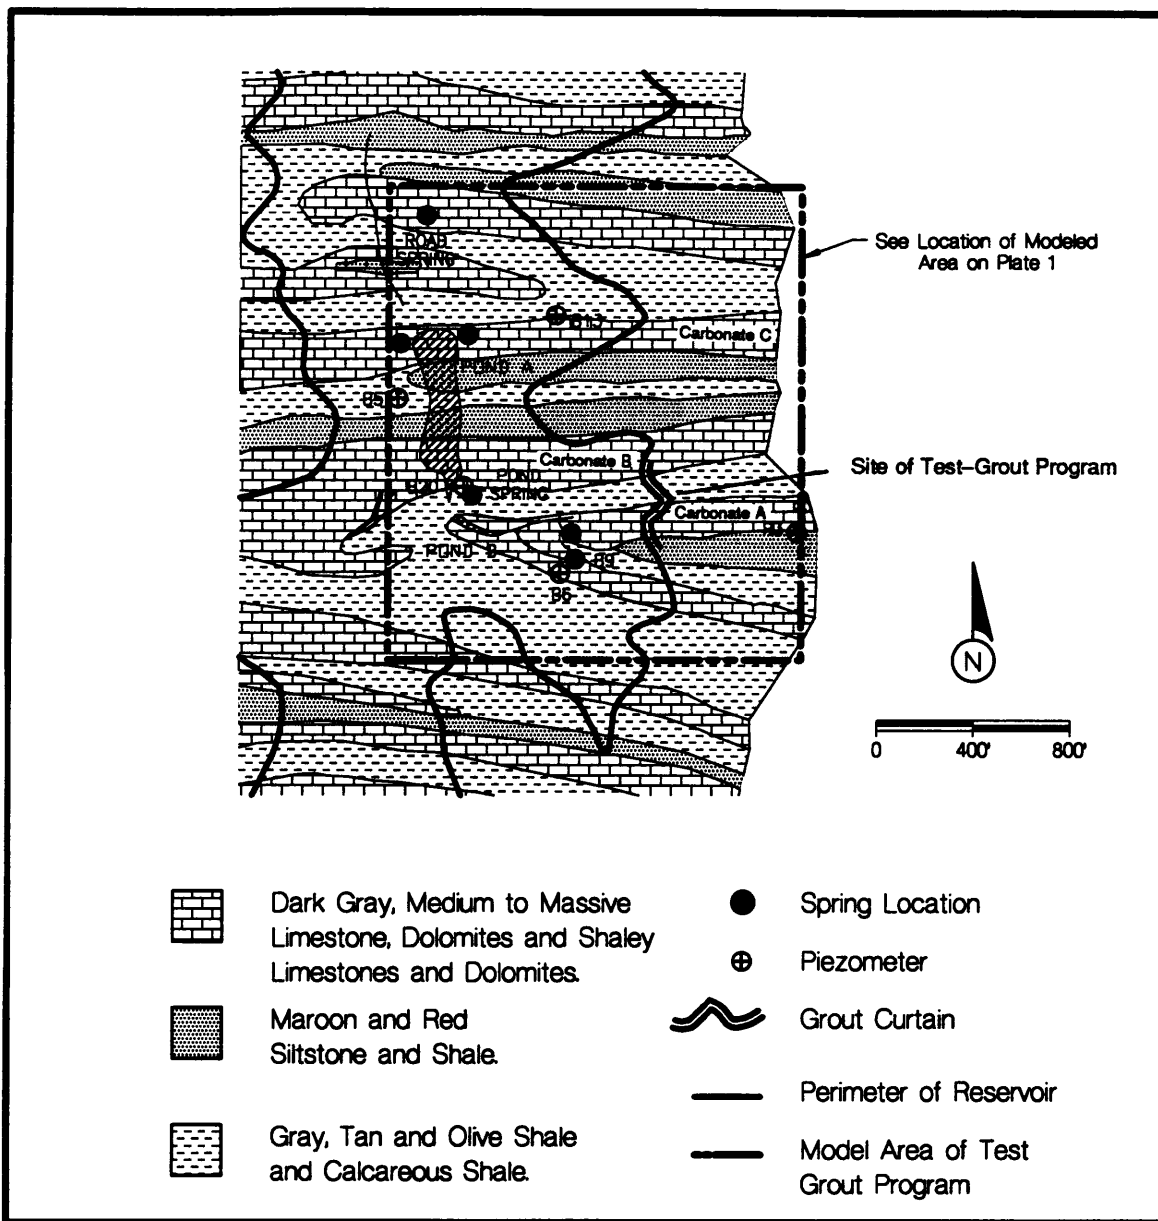 ROAD
SPRING
See Location of Modeled
Area on Plate 1
B13
Carbonate C
POND A
B5
Carbonate B
Site of Test-Grout Program
B20
POND
SPRING
Carbonate A
POND B
B9
B6
N
0 400' 800'
Dark Gray, Medium to Massive
Limestone, Dolomites and Shaley
Limestones and Dolomites.
Maroon and Red
Siltstone and Shale.
Gray, Tan and Olive Shale
and Calcareous Shale.
Spring Location
Piezometer
Grout Curtain
Perimeter of Reservoir
Model Area of Test
Grout Program